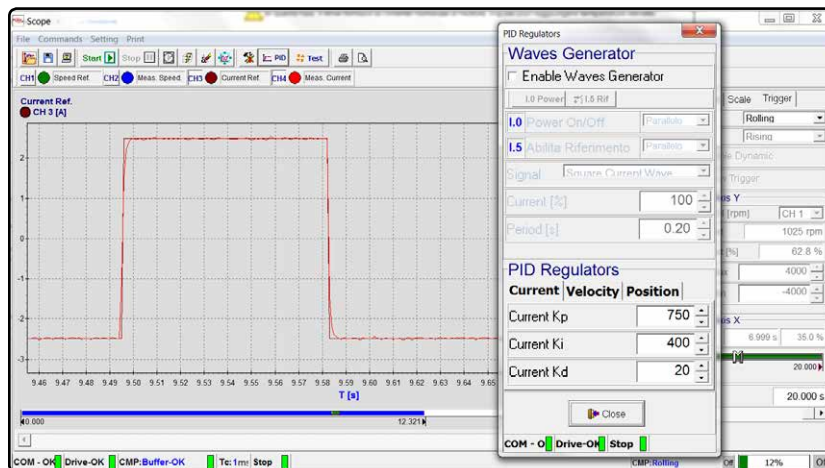 Scope
PID Regulators
File Commands Setting Print
Start Stop PID Test
CH1 Speed Ref. CH2 Meas. Speed CH3 Current Ref. CH4 Meas. Current
Current Ref.
CH 3 [A]
2
1
0
-1
-2
-3
9.46 9.47 9.48 9.49 9.50 9.51 9.52 9.53 9.54 9.55 9.56 9.57 9.58 9.59 9.60 9.61 9.62 9.63 9.64 9.65
T [s]
0.000 12.321
COM - OK Drive-OK CMP:Buffer-OK Tc:1ms Stop
Waves Generator
Enable Waves Generator
I.0 Power I.5 Rif
I.0 Power On/Off Parallelo
I.5 Abilita Riferimento Parallelo
Signal Square Current Wave
Current [%] 100
Period [s] 0.20
PID Regulators
Current Velocity Position
Current Kp 750
Current Ki 400
Current Kd 20
Close
COM - O Drive-OK Stop
Scale Trigger
Rolling
Rising
Dynamic
Trigger
Y
[rpm] CH 1
1025 rpm
[%] 62.8 %
4000
-4000
X
6.999 s 35.0 %
20.000
20.000 s
CMP:Rolling Off 12%